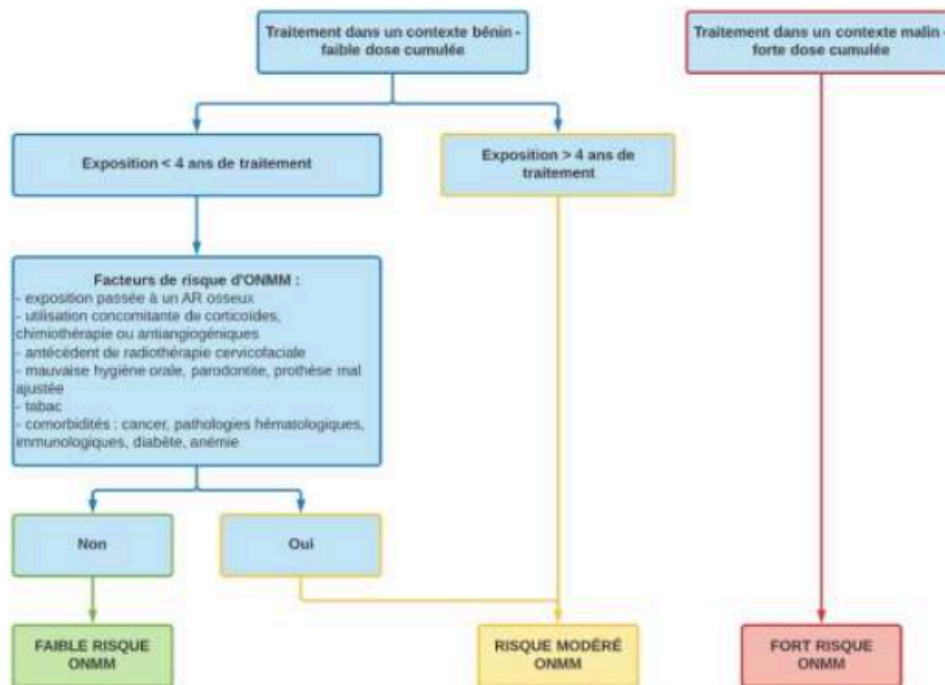 Traitement dans un contexte bénin -
faible dose cumulée
Traitement dans un contexte malin -
forte dose cumulée
Exposition < 4 ans de traitement
Exposition > 4 ans de
traitement
Facteurs de risque d'ONMM :
- exposition passée à un AR osseux
- utilisation concomitante de corticoïdes,
chimiothérapie ou antiangiogéniques
- antécédent de radiothérapie cervicofaciale
- mauvaise hygiène orale, parodontite, prothèse mal
ajustée
- tabac
- comorbidités : cancer, pathologies hématologiques,
immunologiques, diabète, anémie
Non
Oui
FAIBLE RISQUE
ONMM
RISQUE MODÉRÉ
ONMM
FORT RISQUE
ONMM